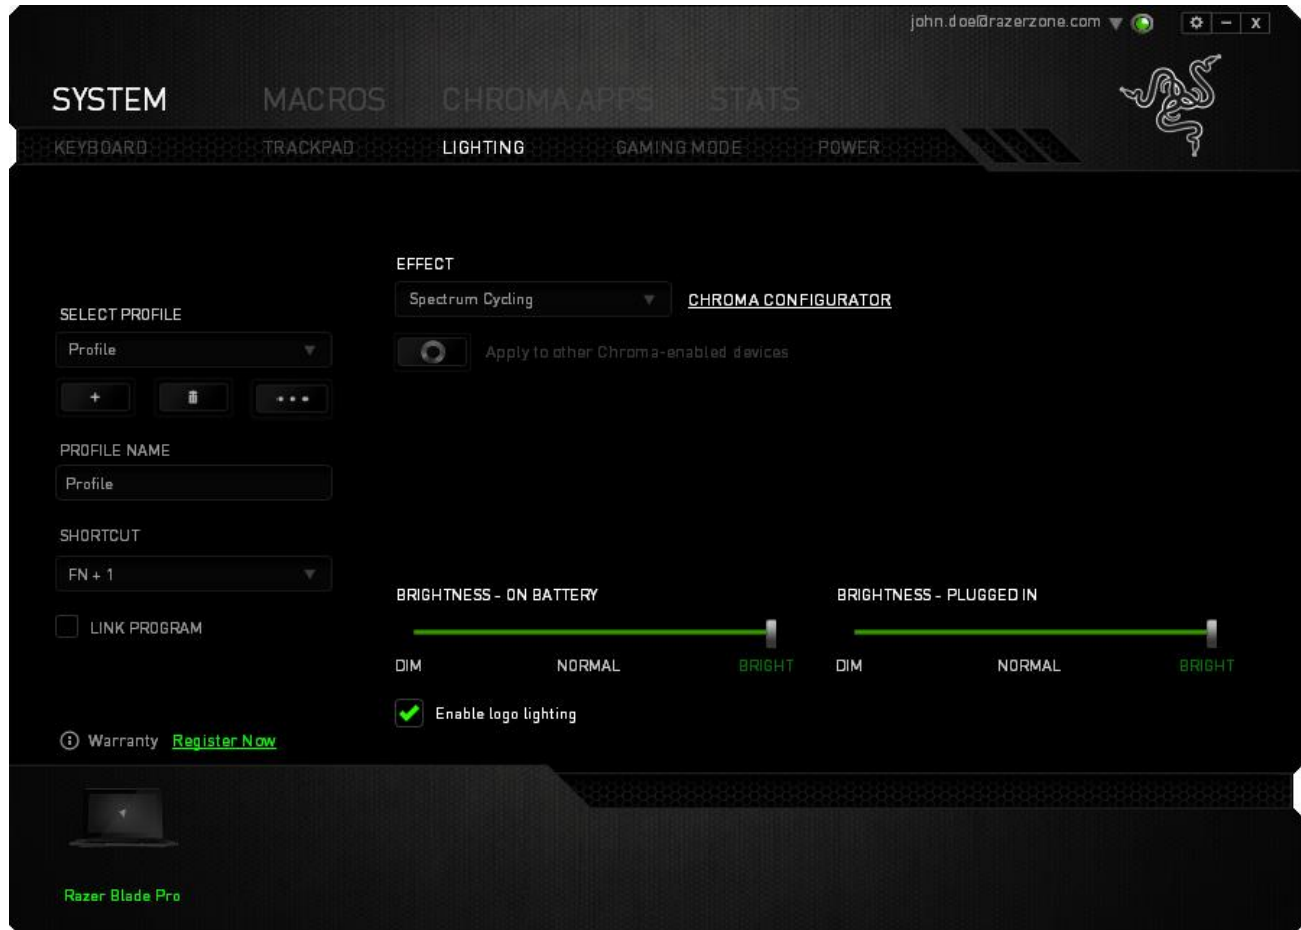 john.doe@razerzone.com
SYSTEM MACROS CHROMA APPS STATS
KEYBOARD TRACKPAD LIGHTING GAMING MODE POWER
EFFECT
Spectrum Cycling CHROMA CONFIGURATOR
Apply to other Chroma-enabled devices
SELECT PROFILE
Profile
PROFILE NAME
Profile
SHORTCUT
FN + 1
LINK PROGRAM
BRIGHTNESS - ON BATTERY BRIGHTNESS - PLUGGED IN
DIM NORMAL BRIGHT DIM NORMAL BRIGHT
Enable logo lighting
Warranty Register Now
Razer Blade Pro